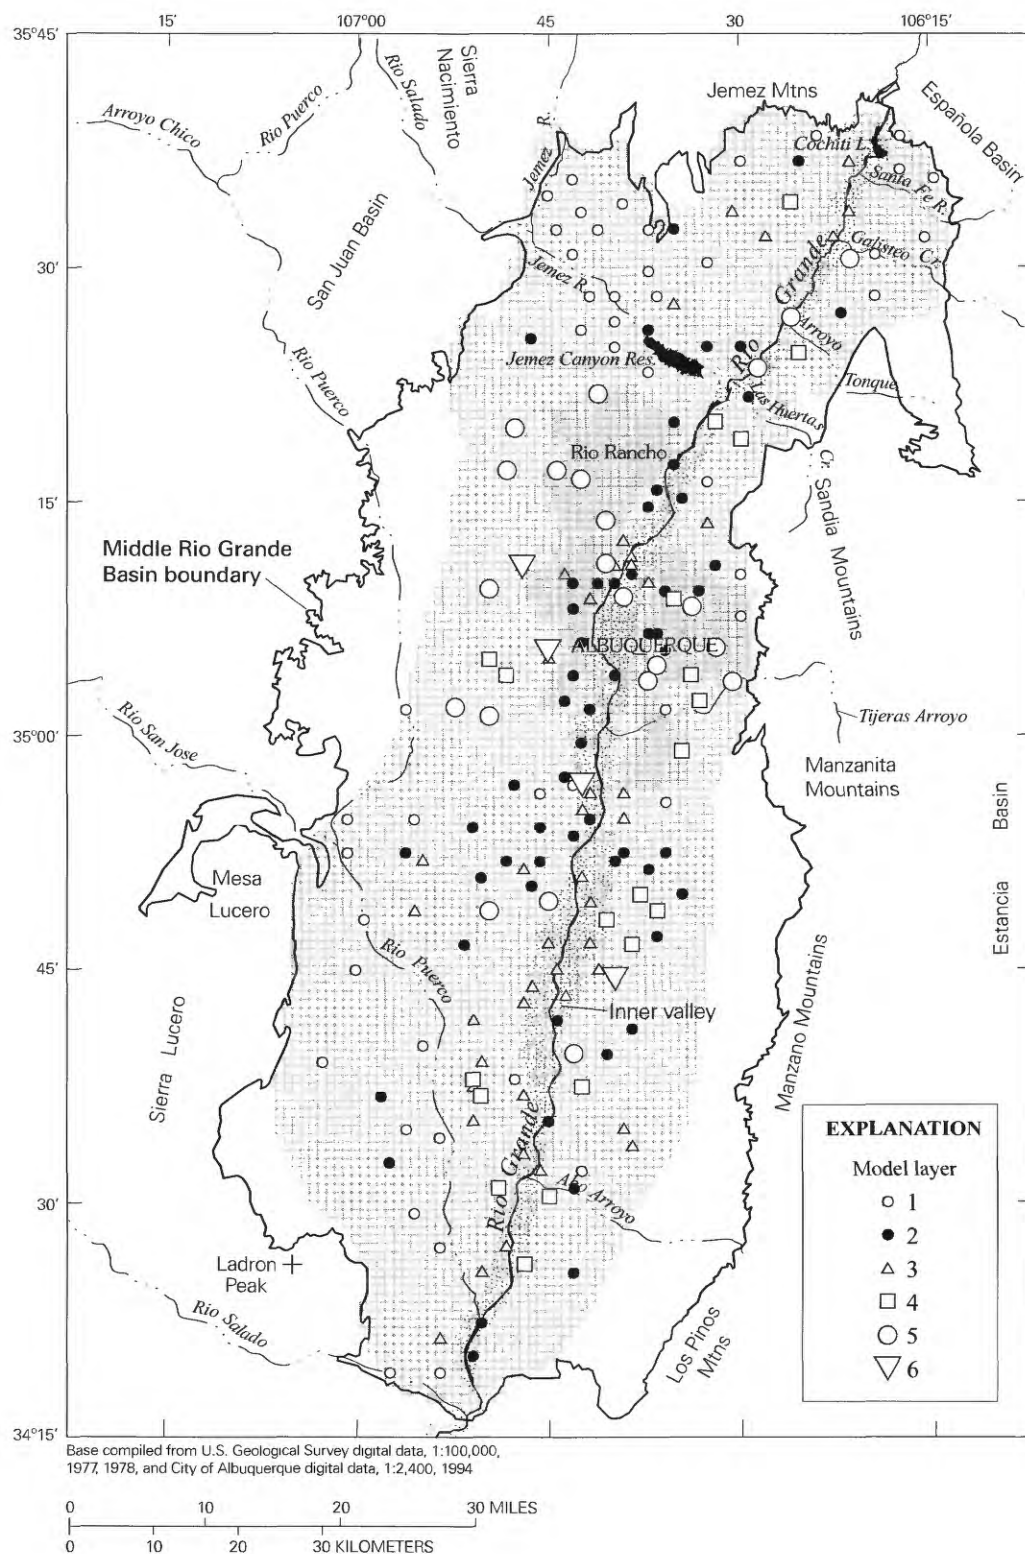 15'
107°00'
45
30
106°15'
35°45'
Sierra
Nacimiento
Rio Salado
Jemez Mtns
Española Basin
Arroyo Chico
Rio Puerco
Jemez R.
Cochiti L.
Santa Fe R.
San Juan Basin
Galisteo Cr.
30'
Jemez R.
Rio Grande
Arroyo
Tonque
Jemez Canyon Res.
Rio Puerco
Las Huertas
Cr.
Rio Rancho
15'
Sandia Mountains
Middle Rio Grande
Basin boundary
ALBUQUERQUE
Rio San Jose
Tijeras Arroyo
35°00'
Manzanita
Mountains
Estancia Basin
Mesa
Lucero
Rio Puerco
45'
Inner valley
Manzano Mountains
Sierra Lucero
Rio Grande
Abo Arroyo
30'
Ladron
Peak
Rio Salado
Los Pinos
Mtns
34°15'
EXPLANATION
Model layer
1
2
3
4
5
6
Base compiled from U.S. Geological Survey digital data, 1:100,000,
1977, 1978, and City of Albuquerque digital data, 1:2,400, 1994
0 10 20 30 MILES
0 10 20 30 KILOMETERS